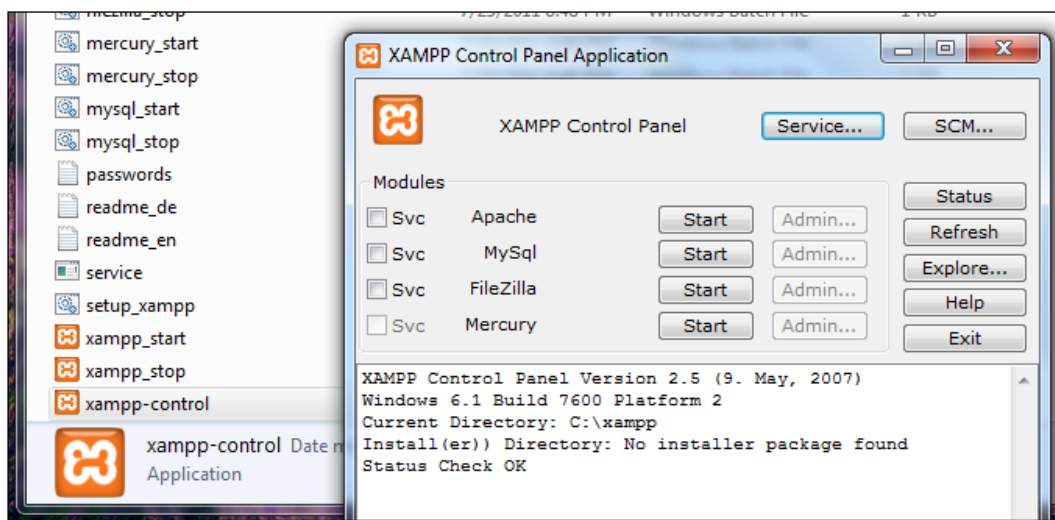 mercury_start
mercury_stop
mysql_start
mysql_stop
passwords
readme_de
readme_en
service
setup_xampp
xampp_start
xampp_stop
xampp-control
xampp-control Date
Application
XAMPP Control Panel Application
XAMPP Control Panel
Service...
SCM...
Modules
Svc Apache Start Admin...
Svc MySql Start Admin...
Svc FileZilla Start Admin...
Svc Mercury Start Admin...
Status
Refresh
Explore...
Help
Exit
XAMPP Control Panel Version 2.5 (9. May, 2007)
Windows 6.1 Build 7600 Platform 2
Current Directory: C:\xampp
Install(er)) Directory: No installer package found
Status Check OK